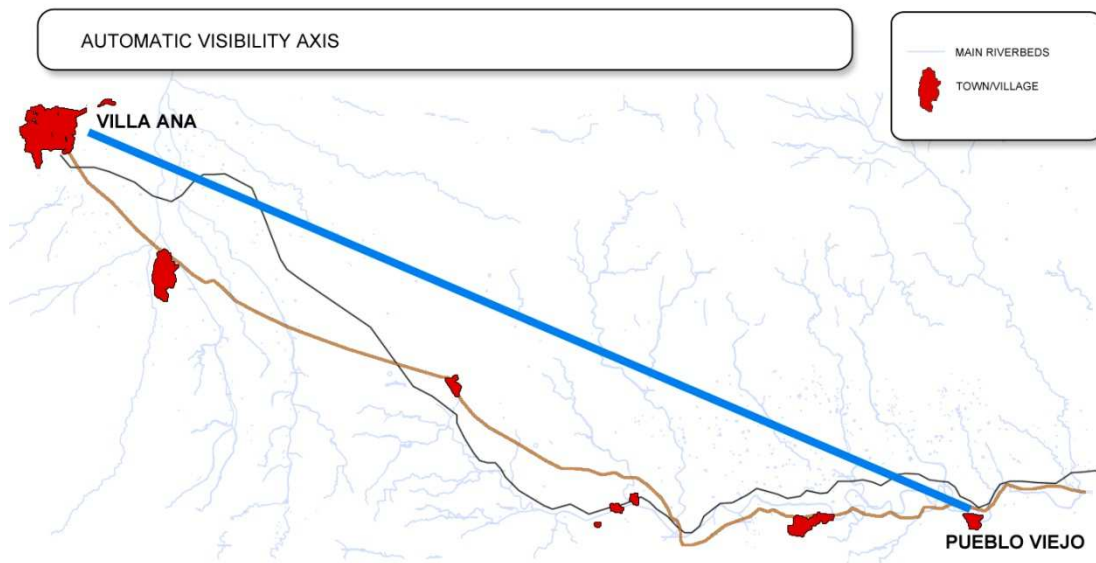 AUTOMATIC VISIBILITY AXIS
MAIN RIVERBEDS
TOWN/VILLAGE
VILLA ANA
PUEBLO VIEJO